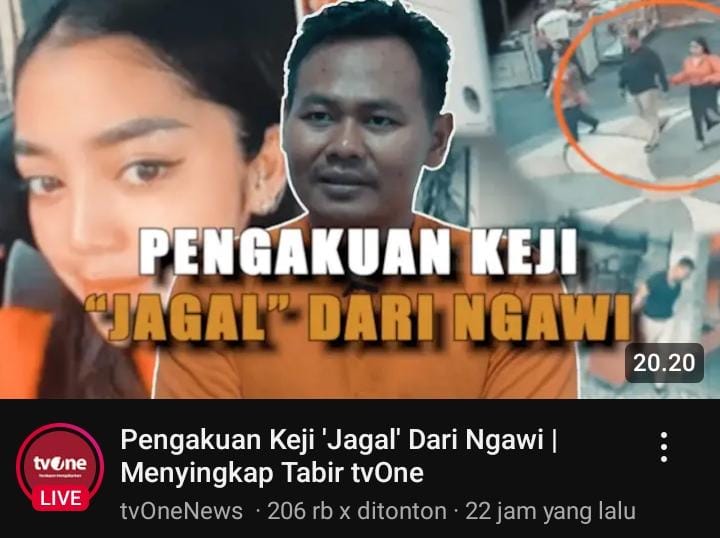 PENGAKUAN KEJI
“JAGAL” DARI NGAWI
20.20
Pengakuan Keji 'Jagal' Dari Ngawi |
Menyingkap Tabir tvOne
tvOne
LIVE
tvOneNews · 206 rb x ditonton · 22 jam yang lalu